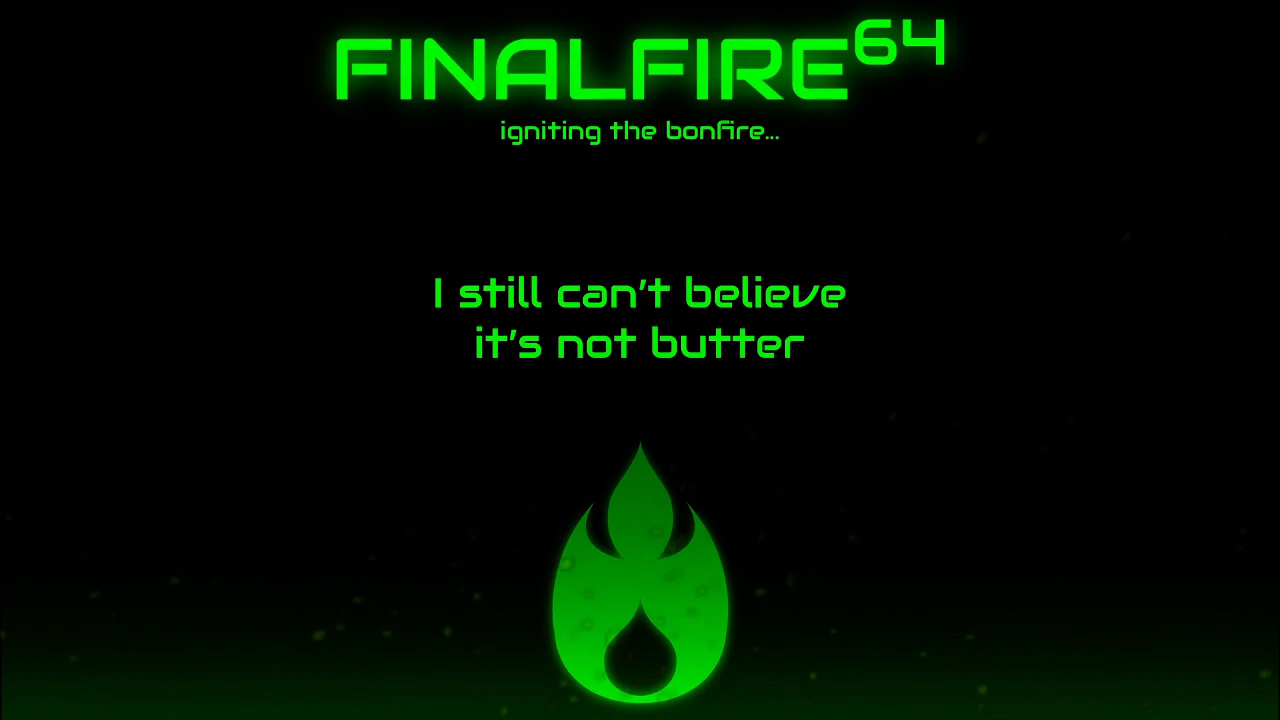 FINALFIRE64
igniting the bonfire...
I still can't believe
it's not butter